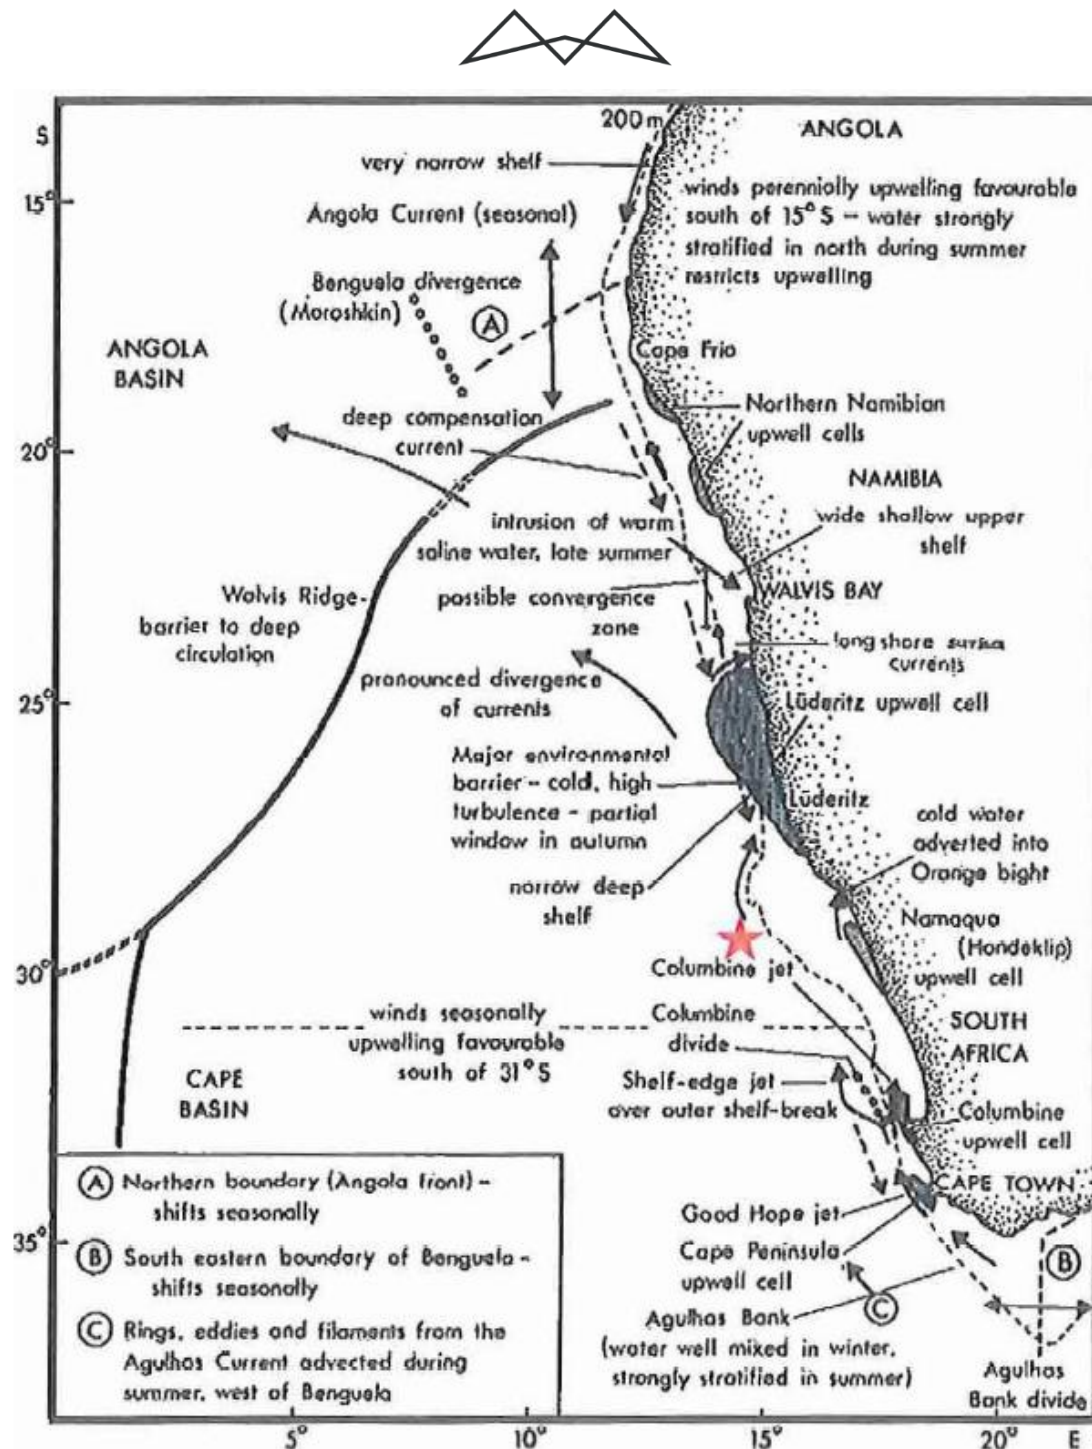 200 m
ANGOLA
S
very narrow shelf
winds perennially upwelling favourable
15°
south of 15° S - water strongly
Angola Current (seasonal)
stratified in north during summer
restricts upwelling
Benguela divergence
(Moroshkin)
A
ANGOLA
BASIN
Cape Frio
deep compensation
current
Northern Namibian
upwell cells
20°
NAMIBIA
intrusion of warm
saline water, late summer
wide shallow upper
shelf
Walvis Ridge-
barrier to deep
circulation
possible convergence
zone
WALVIS BAY
long shore
currents
pronounced divergence
of currents
25°
Lüderitz upwell cell
Major environmental
barrier - cold, high
turbulence - partial
window in autumn
Lüderitz
cold water
adverted into
Orange bight
narrow deep
shelf
Namaqua
(Hondeklip)
upwell cell
30°
Columbine jet
winds seasonally
upwelling favourable
south of 31° S
Columbine
divide
SOUTH
AFRICA
CAPE
BASIN
Shelf-edge jet
over outer shelf-break
Columbine
upwell cell
CAPE TOWN
A Northern boundary (Angola front) -
shifts seasonally
Good Hope jet
35°
B South eastern boundary of Benguela -
shifts seasonally
Cape Peninsula
upwell cell
B
C
C Rings, eddies and filaments from the
Agulhas Current advected during
summer, west of Benguela
Agulhas Bank
(water well mixed in winter,
strongly stratified in summer)
Agulhas
Bank divide
5°
10°
15°
20°
E